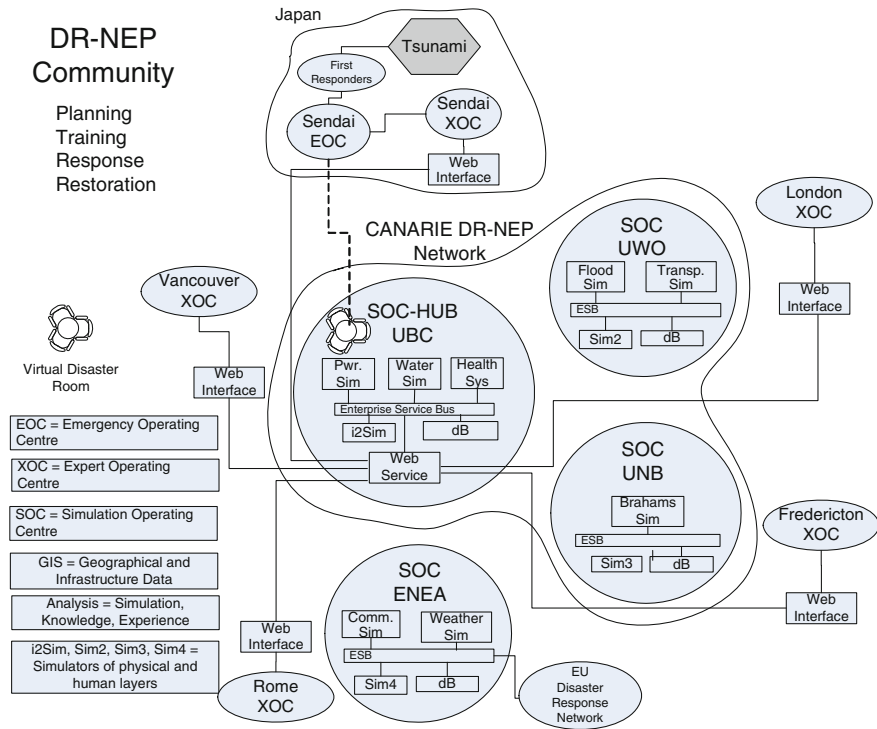 DR-NEP
Community
Planning
Training
Response
Restoration
Japan
Tsunami
First
Responders
Sendai
EOC
Sendai
XOC
Web
Interface
CANARIE DR-NEP
Network
London
XOC
Web
Interface
Vancouver
XOC
Web
Interface
Virtual Disaster
Room
SOC-HUB
UBC
Pwr.
Sim
Water
Sim
Health
Sys
Enterprise Service Bus
i2Sim
dB
Web
Service
SOC
UWO
Flood
Sim
Transp.
Sim
ESB
Sim2
dB
SOC
UNB
Brahams
Sim
ESB
Sim3
dB
Fredericton
XOC
Web
Interface
EOC = Emergency Operating
Centre
XOC = Expert Operating
Centre
SOC = Simulation Operating
Centre
GIS = Geographical and
Infrastructure Data
Analysis = Simulation,
Knowledge, Experience
i2Sim, Sim2, Sim3, Sim4 =
Simulators of physical and
human layers
Web
Interface
Rome
XOC
SOC
ENEA
Comm.
Sim
Weather
Sim
ESB
Sim4
dB
EU
Disaster
Response
Network